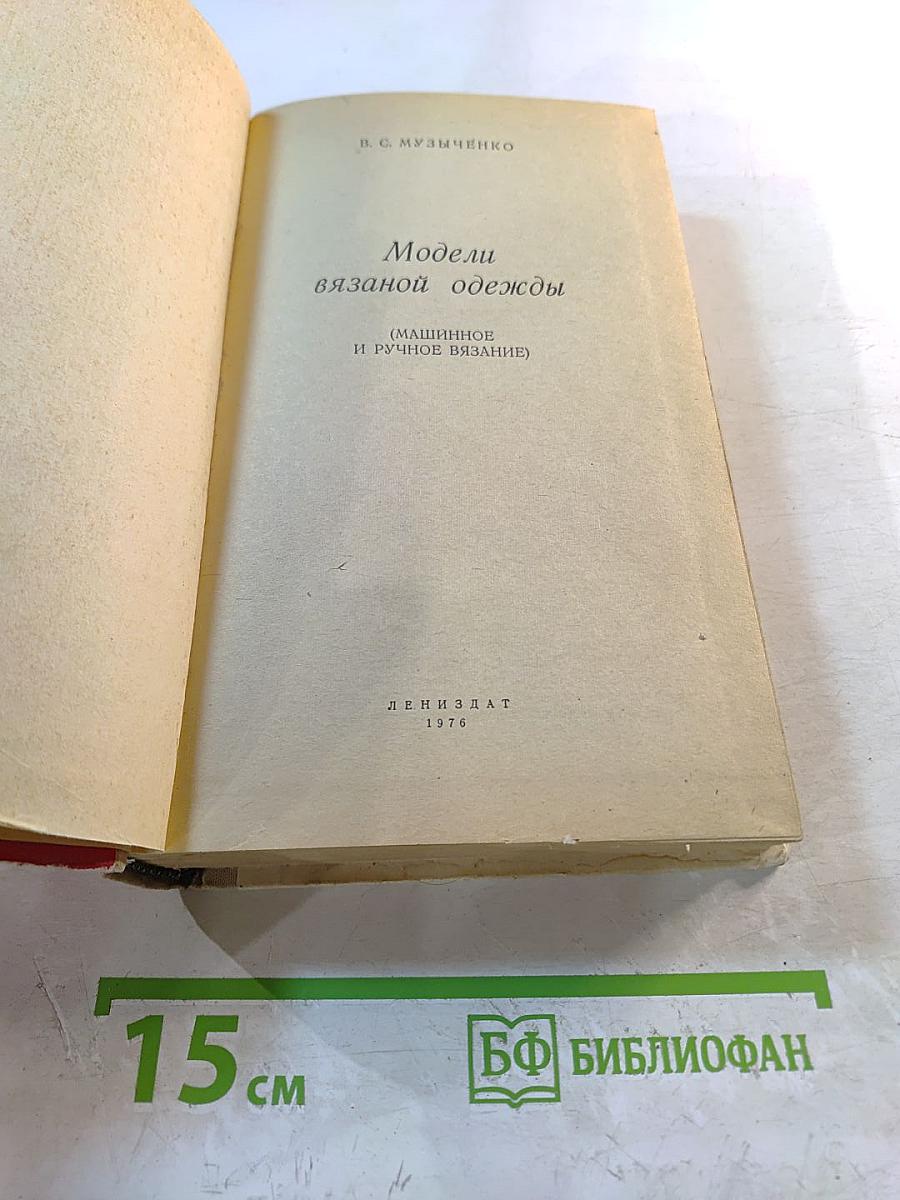 В. С. МУЗЫЧЕНКО
Модели
вязаной одежды
(МАШИННОЕ
И РУЧНОЕ ВЯЗАНИЕ)
ЛЕНИЗДАТ
1976
15 см
БФ БИБЛИОФАН